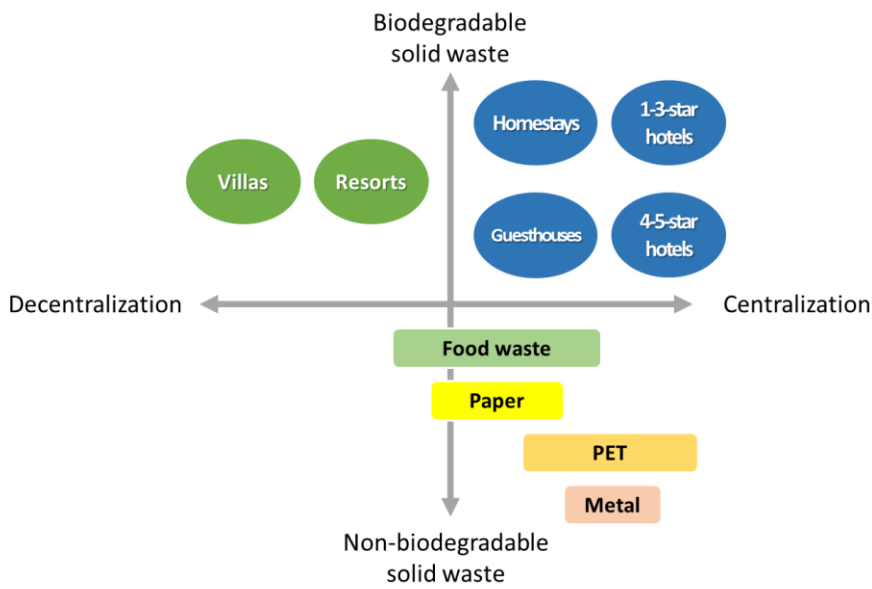 Biodegradable
solid waste
Homestays
1-3-star
hotels
Villas
Resorts
Guesthouses
4-5-star
hotels
Decentralization
Centralization
Food waste
Paper
PET
Metal
Non-biodegradable
solid waste